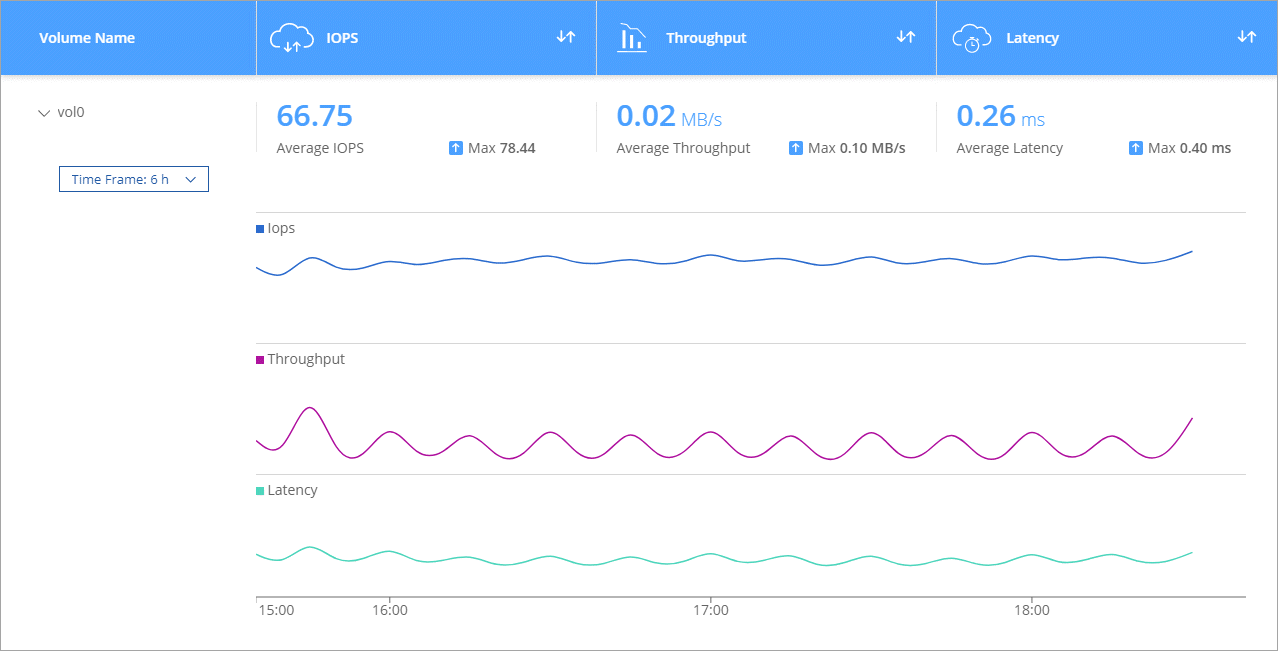 Volume Name IOPS Throughput Latency
vol0 66.75 0.02 MB/s 0.26 ms
Average IOPS Max 78.44 Average Throughput Max 0.10 MB/s Average Latency Max 0.40 ms
Time Frame: 6 h
Iops
Throughput
Latency
15:00 16:00 17:00 18:00